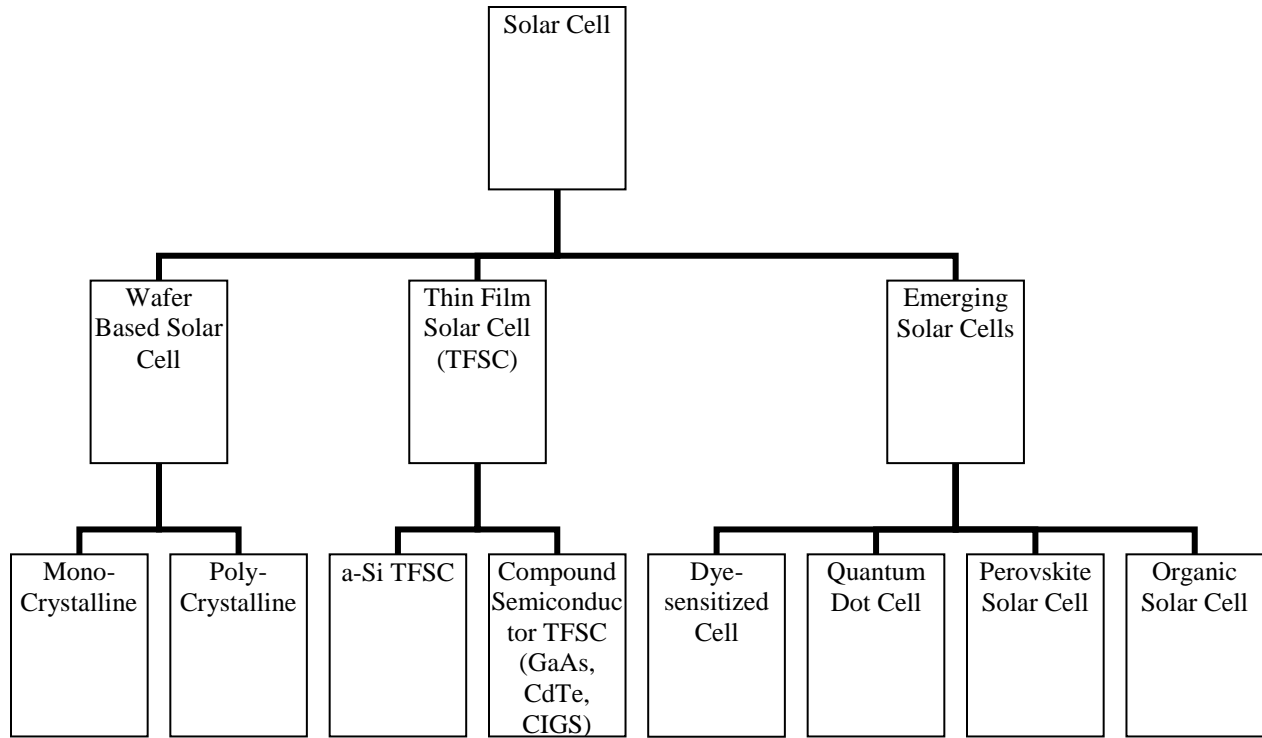 Solar Cell
Wafer
Based Solar
Cell
Thin Film
Solar Cell
(TFSC)
Emerging
Solar Cells
Mono-
Crystalline
Poly-
Crystalline
a-Si TFSC
Compound
Semiconduc
tor TFSC
(GaAs,
CdTe,
CIGS)
Dye-
sensitized
Cell
Quantum
Dot Cell
Perovskite
Solar Cell
Organic
Solar Cell